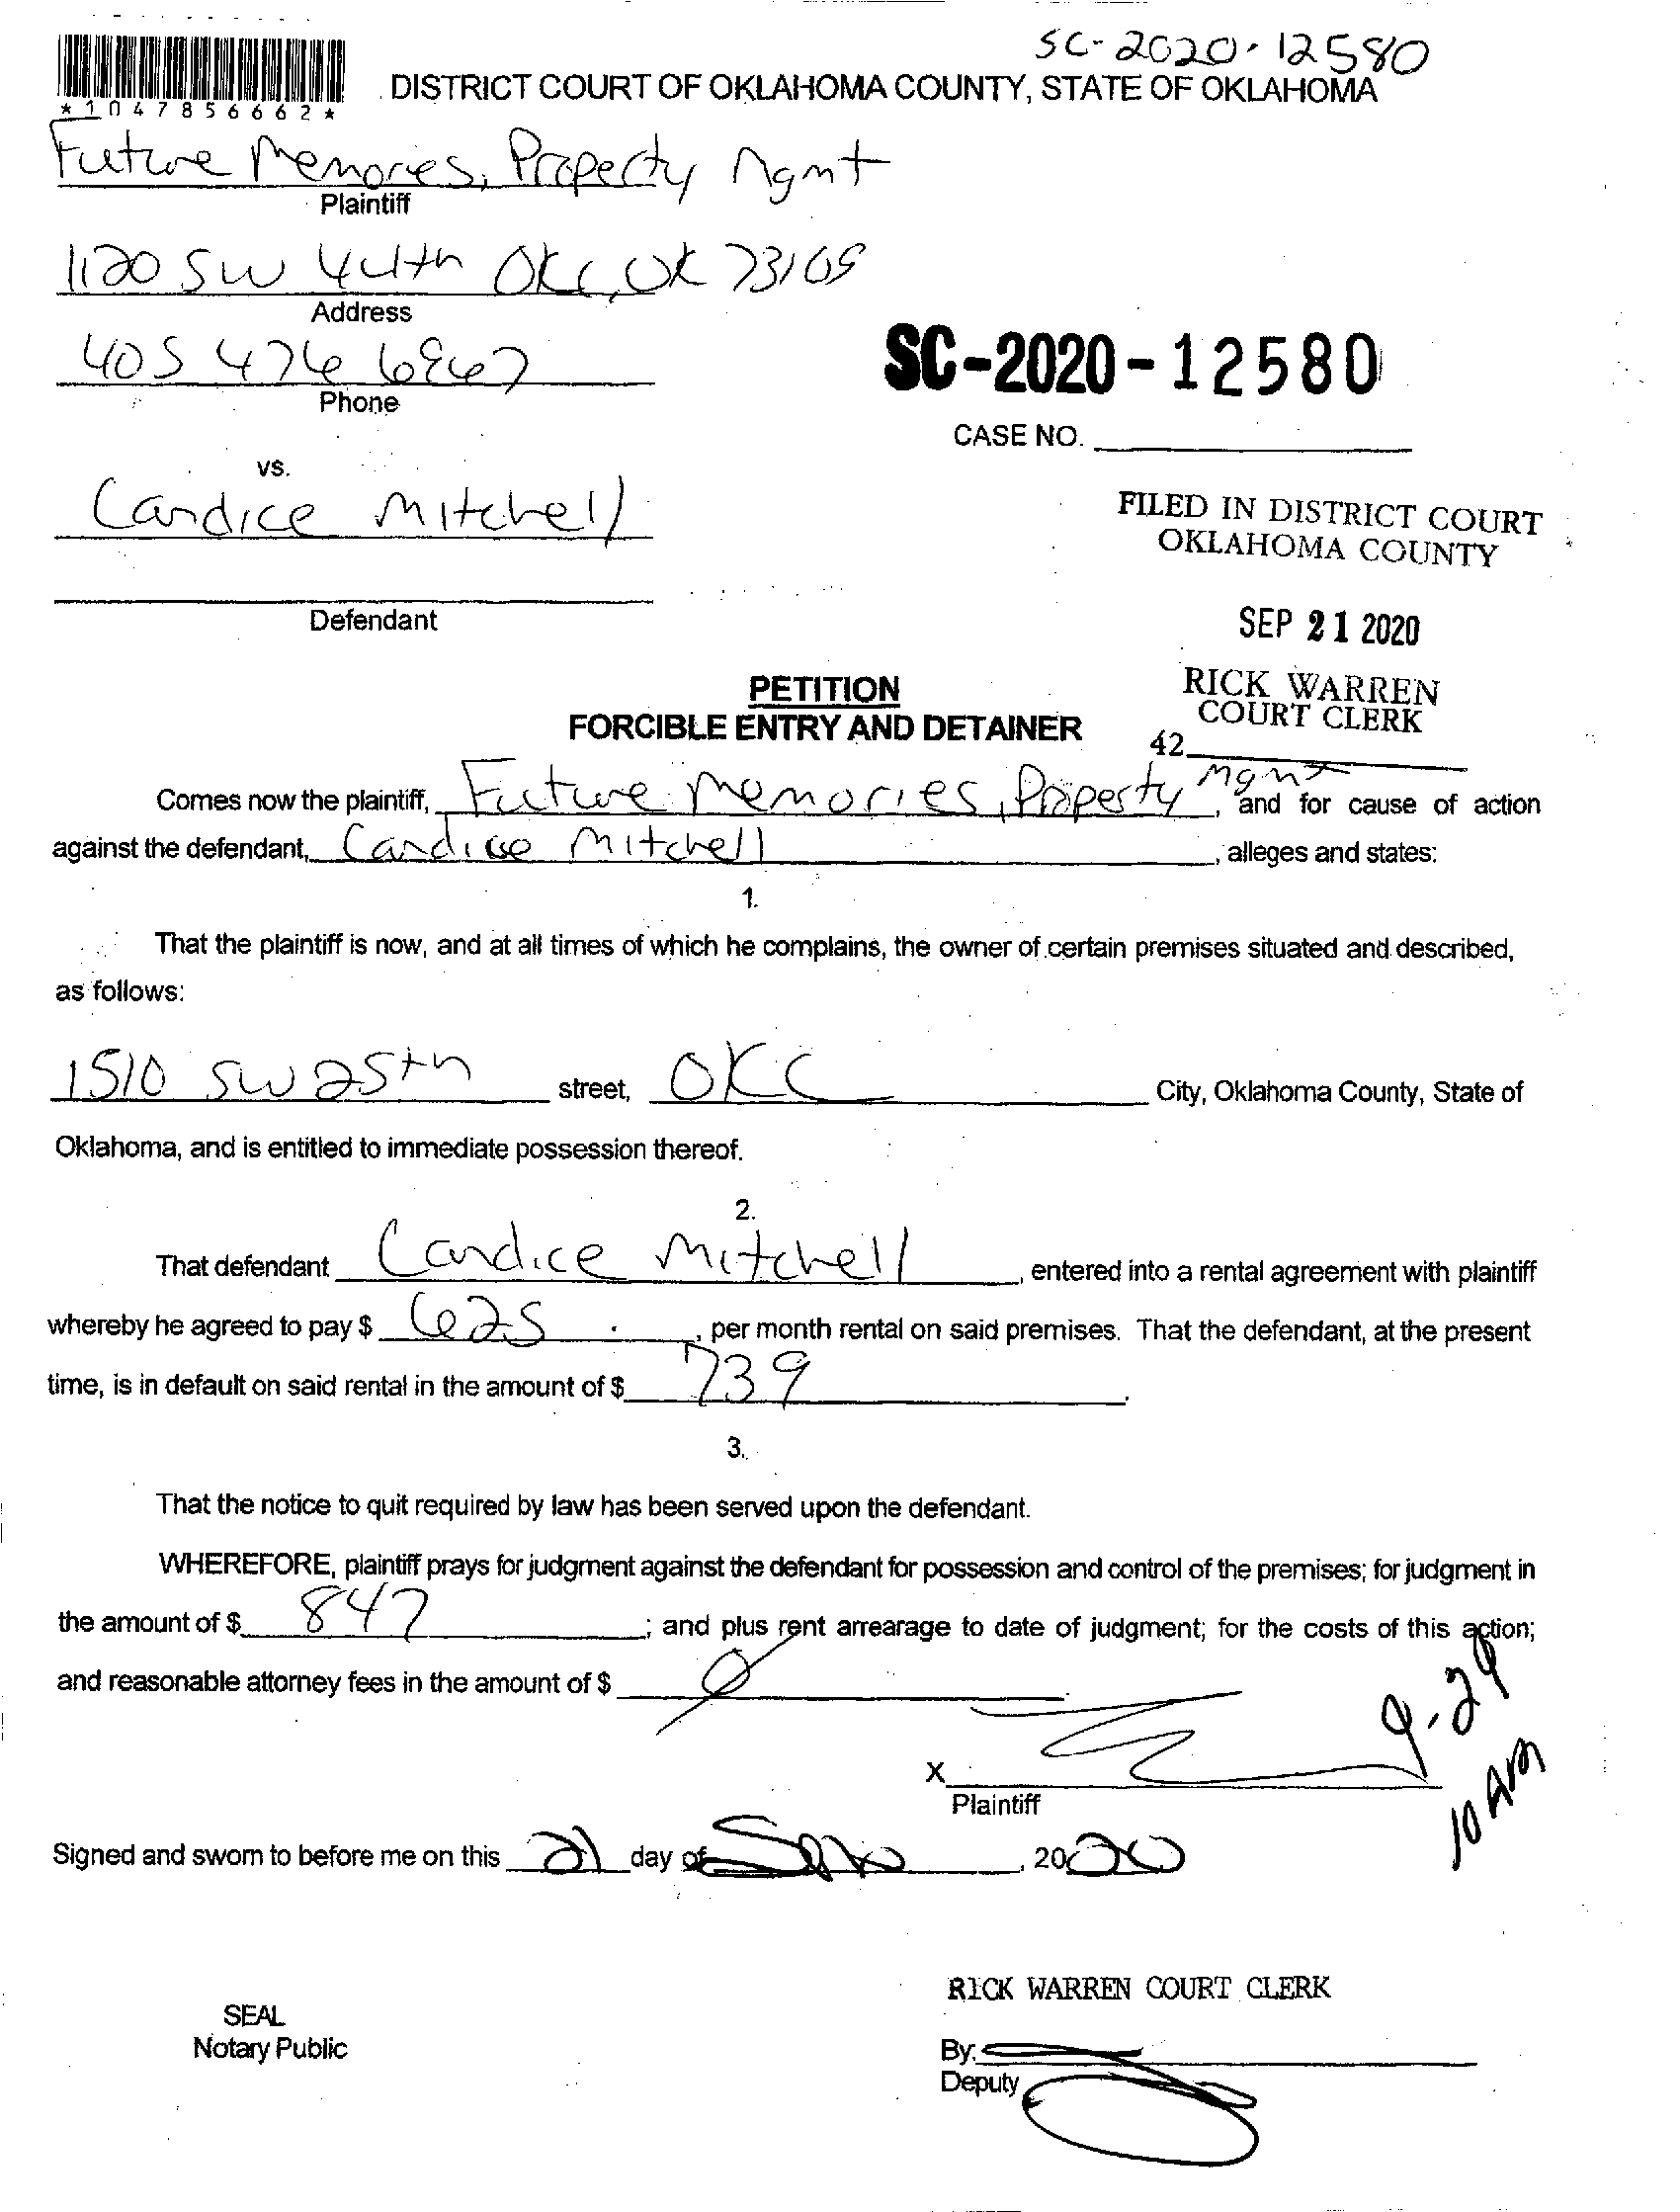 SC-2020-12580
DISTRICT COURT OF OKLAHOMA COUNTY, STATE OF OKLAHOMA
*1047856662*
Future Memories, Property Mgmt
Plaintiff
1120 SW 44th OKC, OK 73109
Address
405 476 6967
Phone
SC-2020-12580
CASE NO.
vs.
Candice Mitchell
FILED IN DISTRICT COURT
OKLAHOMA COUNTY
Defendant
SEP 21 2020
PETITION
RICK WARREN
COURT CLERK
FORCIBLE ENTRY AND DETAINER
42
Comes now the plaintiff, Future Memories, Property Mgmt, and for cause of action
against the defendant, Candice Mitchell, alleges and states:
1.
That the plaintiff is now, and at all times of which he complains, the owner of certain premises situated and described,
as follows:
1510 SW 25th street, OKC City, Oklahoma County, State of
Oklahoma, and is entitled to immediate possession thereof.
2.
That defendant Candice Mitchell, entered into a rental agreement with plaintiff
whereby he agreed to pay $ 625, per month rental on said premises. That the defendant, at the present
time, is in default on said rental in the amount of $ 739.
3.
That the notice to quit required by law has been served upon the defendant.
WHEREFORE, plaintiff prays for judgment against the defendant for possession and control of the premises; for judgment in
the amount of $ 847; and plus rent arrearage to date of judgment; for the costs of this action;
and reasonable attorney fees in the amount of $ 0
9-29
10 AM
X
Plaintiff
Signed and sworn to before me on this 21 day of, 2020
RICK WARREN COURT CLERK
SEAL
Notary Public
By:
Deputy